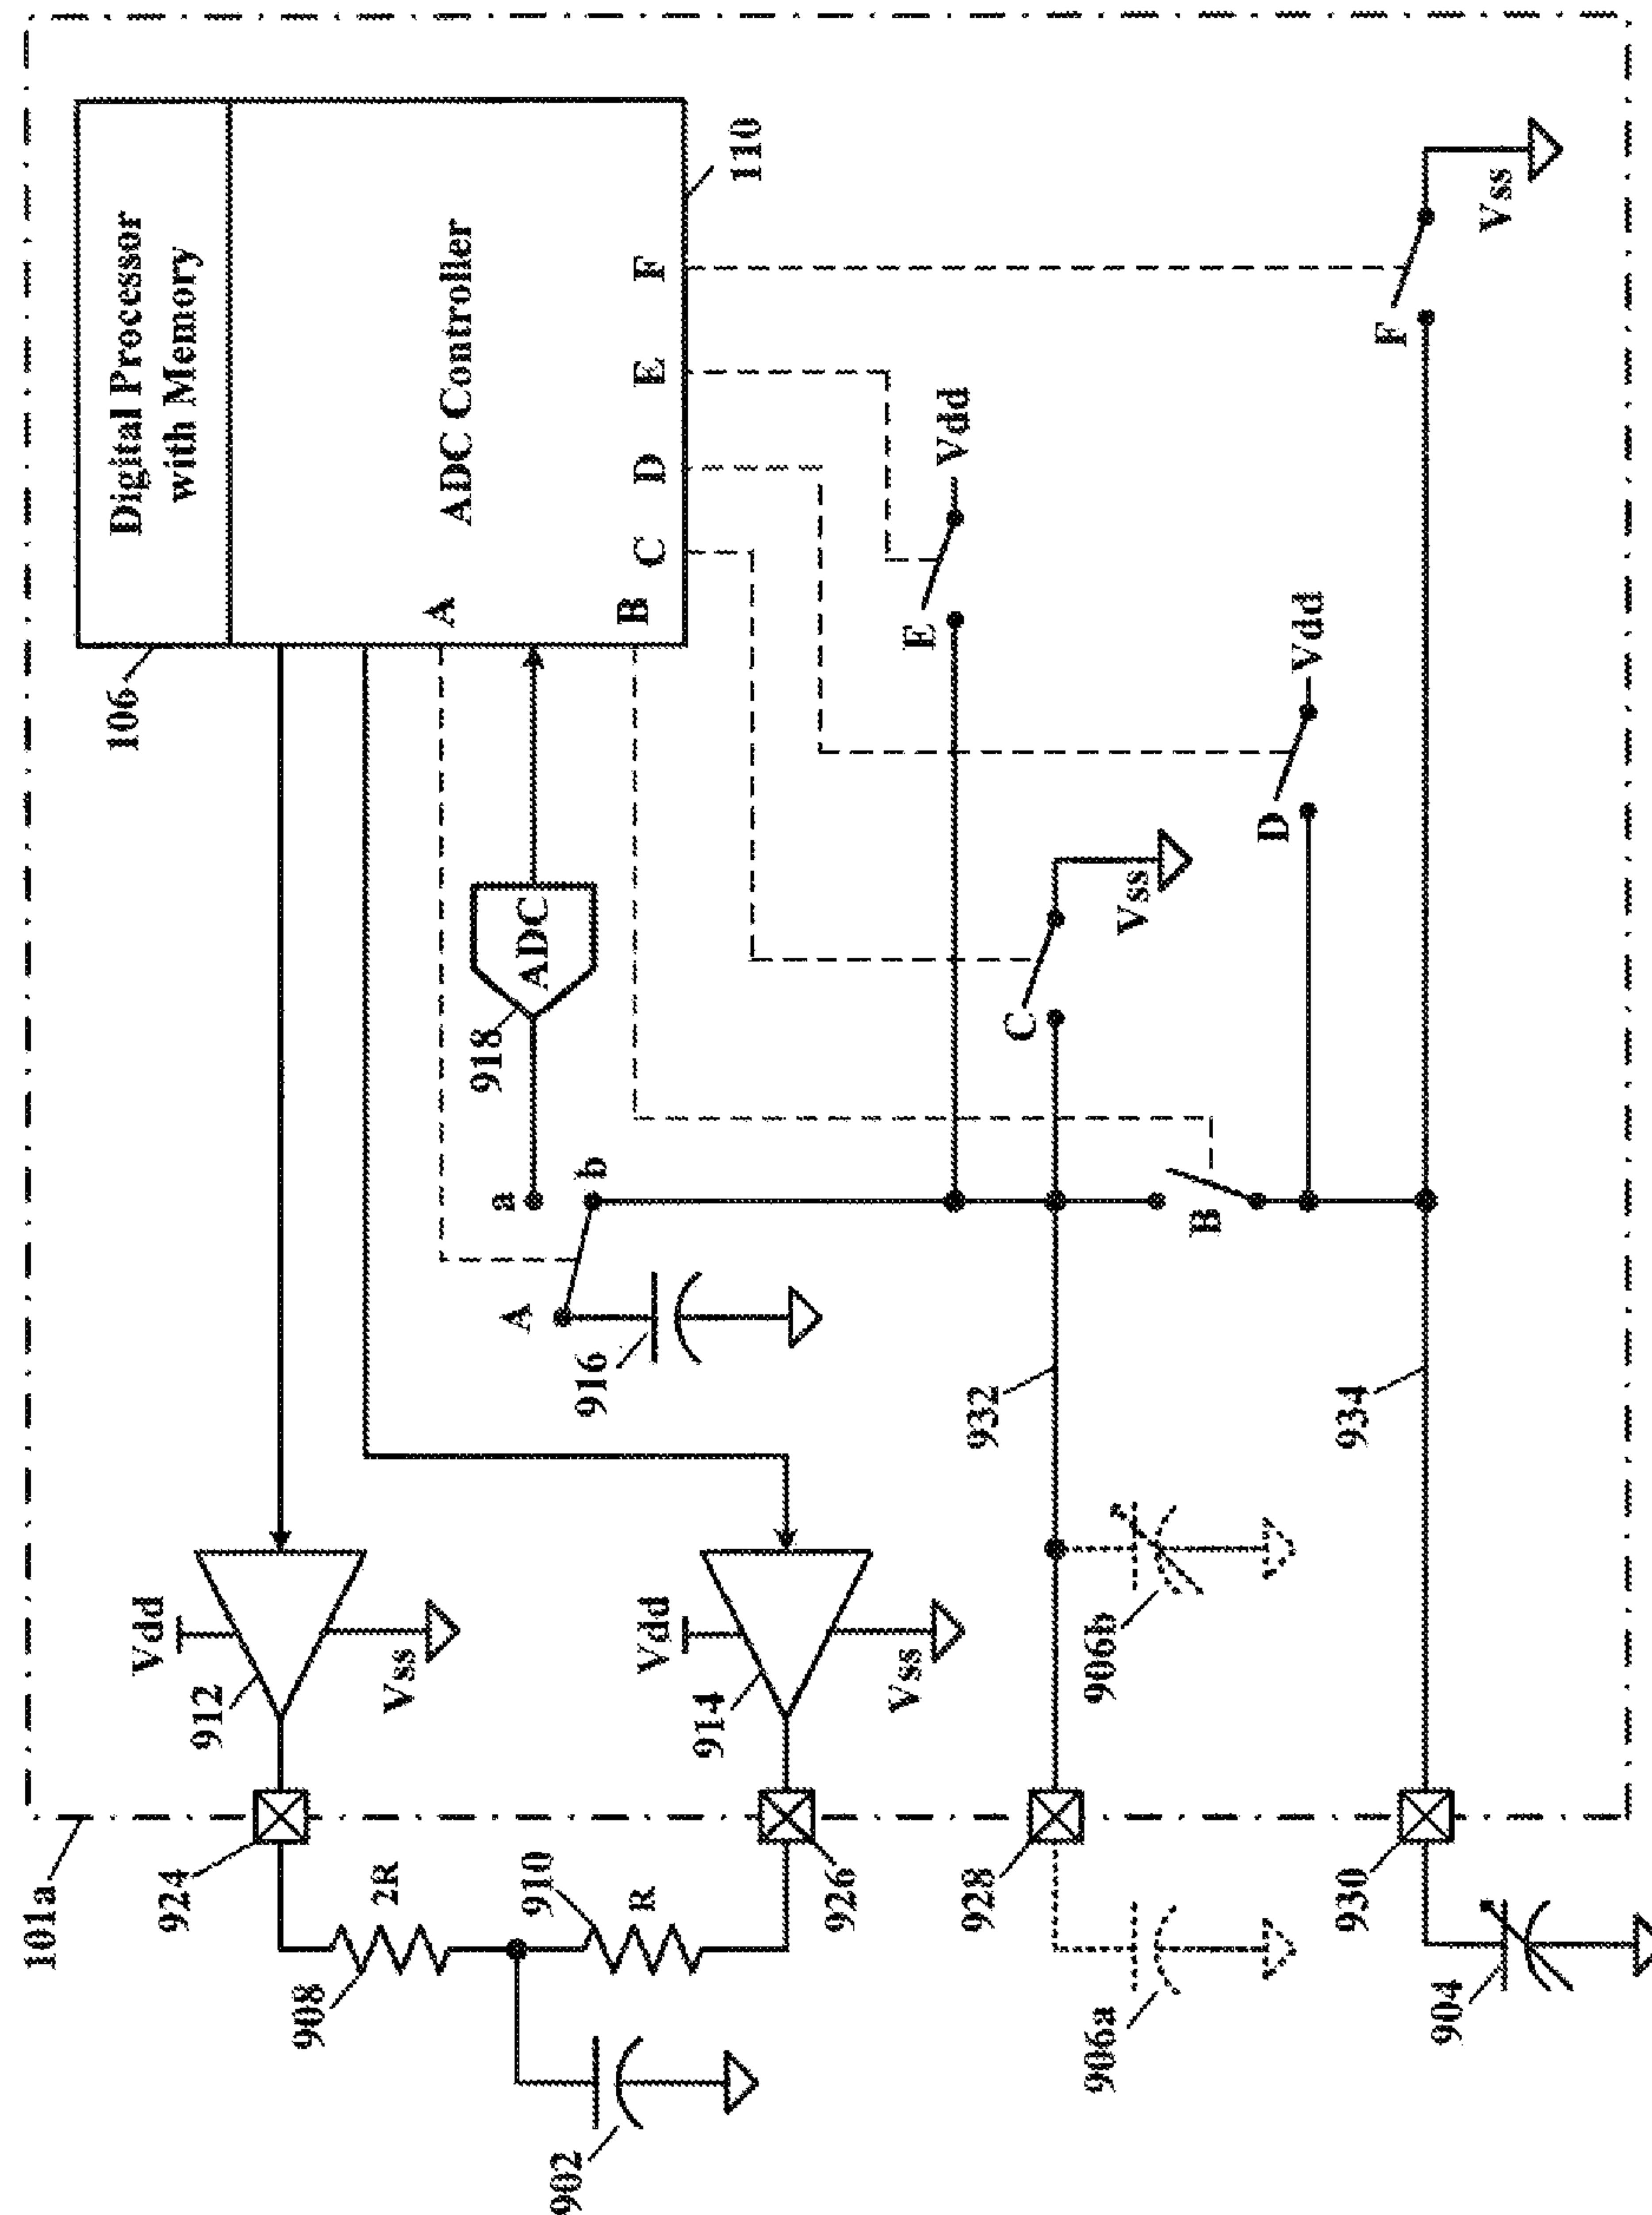 101a
924
Vdd
912
Vss
106
Digital Processor
with Memory
ADC Controller
A
B
C
D
E
F
110
908
2R
910
R
902
926
Vdd
914
Vss
918
ADC
a
b
A
916
E
Vdd
C
Vss
B
D
Vdd
F
Vss
928
932
906a
906b
930
934
904